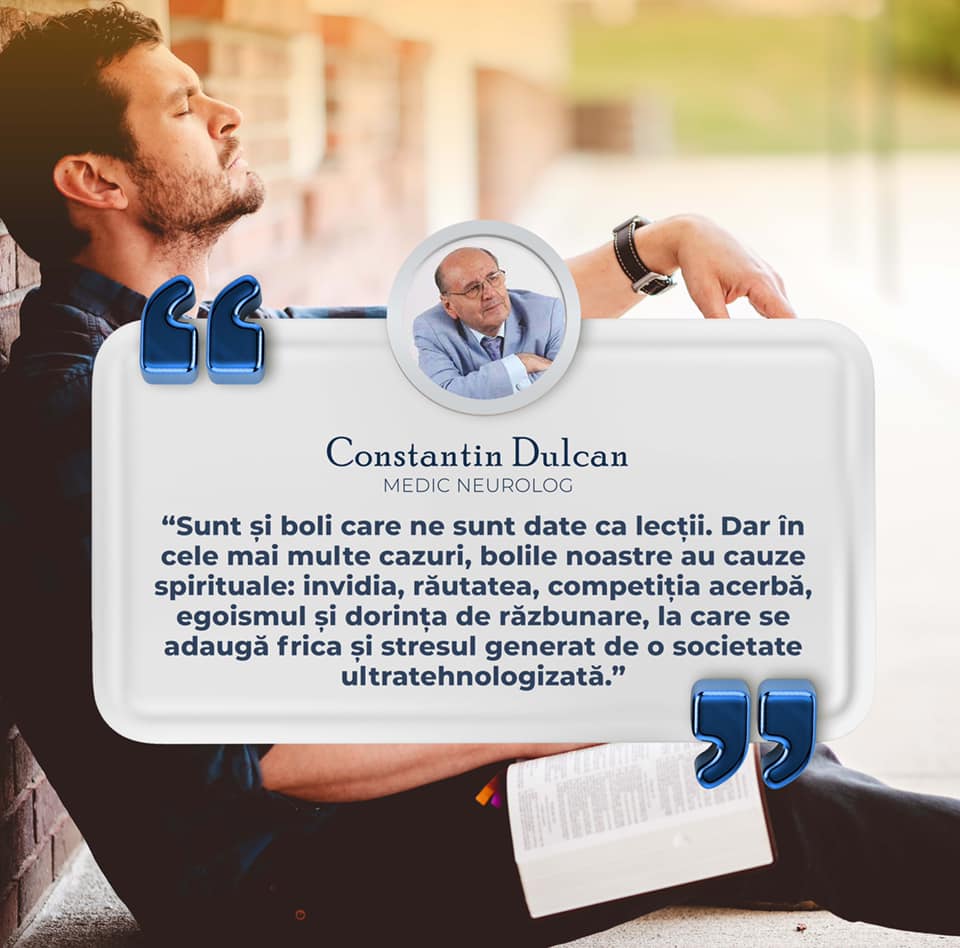 Constantin Dulcan
MEDIC NEUROLOG
“Sunt și boli care ne sunt date ca lecții. Dar în
cele mai multe cazuri, bolile noastre au cauze
spirituale: invidia, răutatea, competiția acerbă,
egoismul și dorința de răzbunare, la care se
adaugă frica și stresul generat de o societate
ultratehnologizată.”